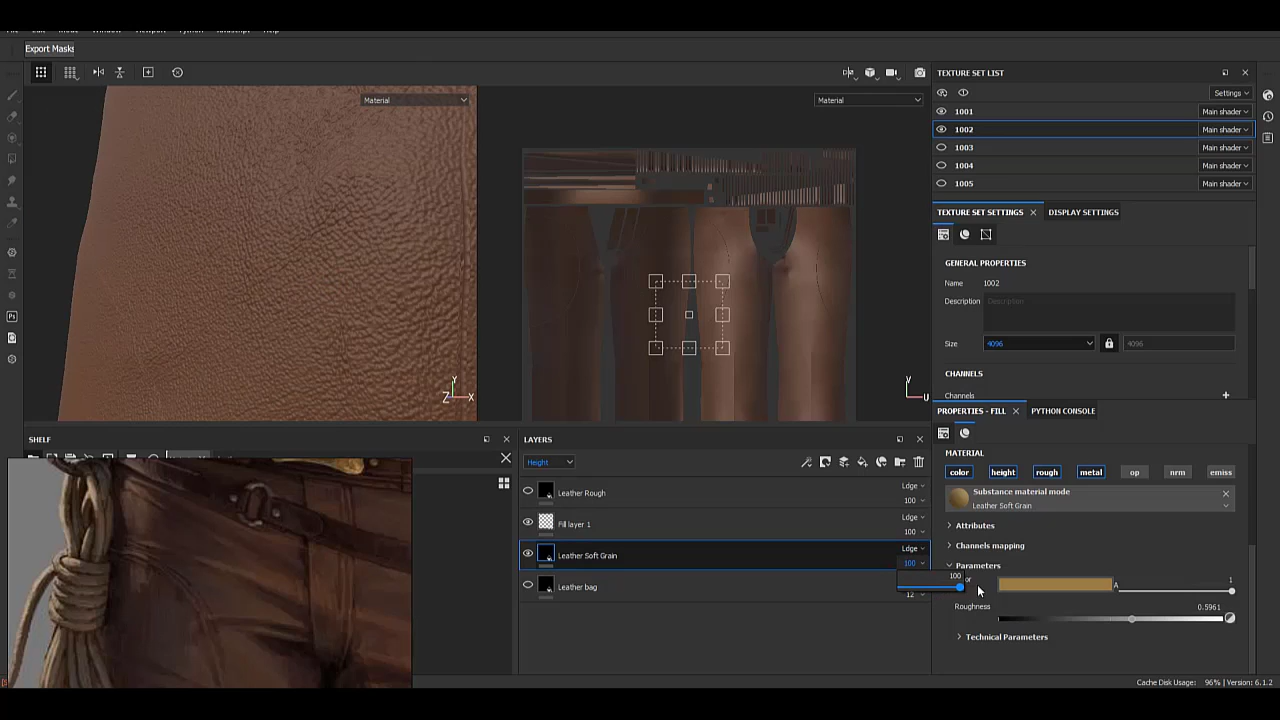 Export Masks
Material
Material
Z Y X
V U
TEXTURE SET LIST
Settings
1001 Main shader
1002 Main shader
1003 Main shader
1004 Main shader
1005 Main shader
TEXTURE SET SETTINGS DISPLAY SETTINGS
GENERAL PROPERTIES
Name 1002
Description Description
Size 4096 4096
CHANNELS
Channels
PROPERTIES - FILL PYTHON CONSOLE
MATERIAL
color height rough metal op nrm emiss
Substance material mode
Leather Soft Grain
Attributes
Channels mapping
Parameters
or A 1
Roughness 0.5961
Technical Parameters
SHELF
Ps
LAYERS
Height
Leather Rough Ldge
100
Fill layer 1 Ldge
100
Leather Soft Grain Ldge
100
100
Leather bag
12
Cache Disk Usage: 96% | Version: 6.1.2